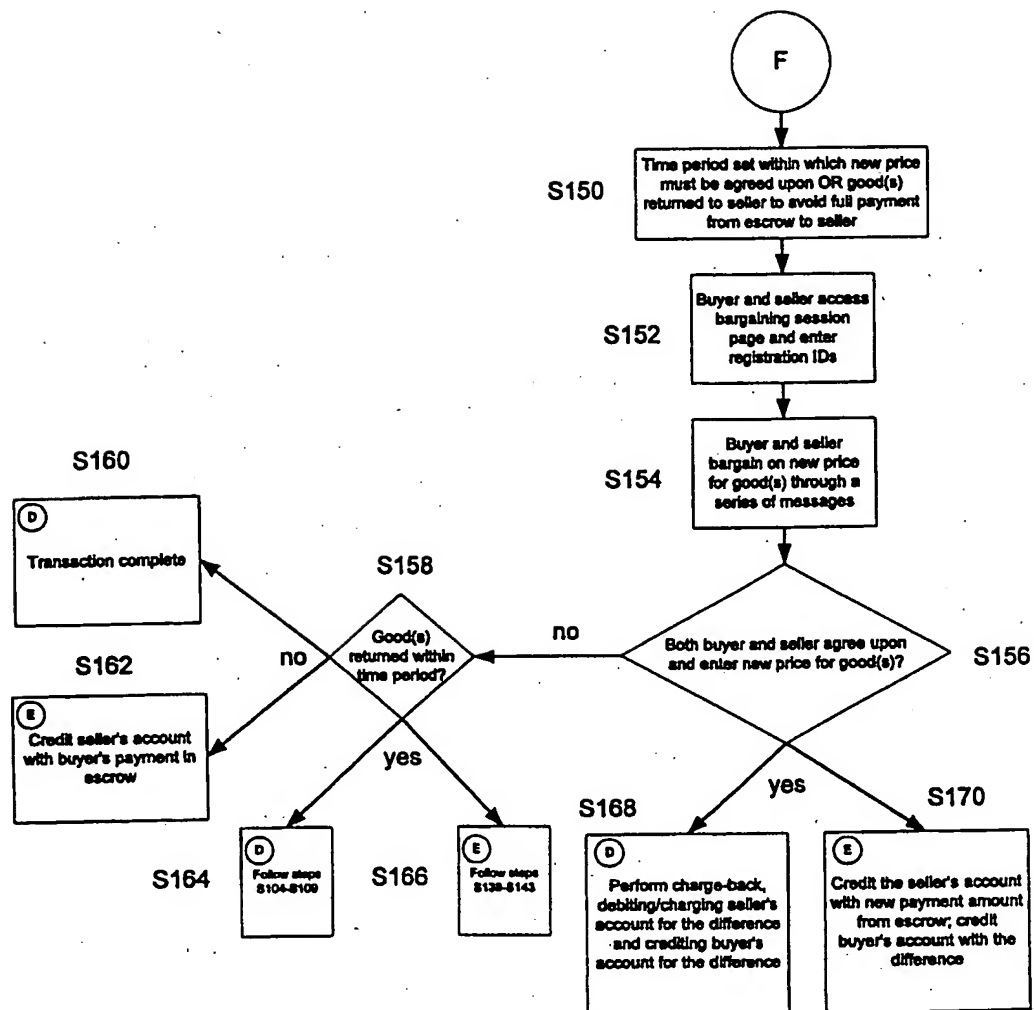 F
S150
Time period set within which new price
must be agreed upon OR good(s)
returned to seller to avoid full payment
from escrow to seller
S152
Buyer and seller access
bargaining session
page and enter
registration IDs
S154
Buyer and seller
bargain on new price
for good(s) through a
series of messages
S156
Both buyer and seller agree upon
and enter new price for good(s)?
no
yes
S158
Good(s)
returned within
time period?
no
yes
S160
D
Transaction complete
S162
E
Credit seller's account
with buyer's payment in
escrow
S164
D
Follow steps
S104-S109
S166
E
Follow steps
S138-S143
S168
D
Perform charge-back,
debiting/charging seller's
account for the difference
and crediting buyer's
account for the difference
S170
E
Credit the seller's account
with new payment amount
from escrow; credit
buyer's account with the
difference